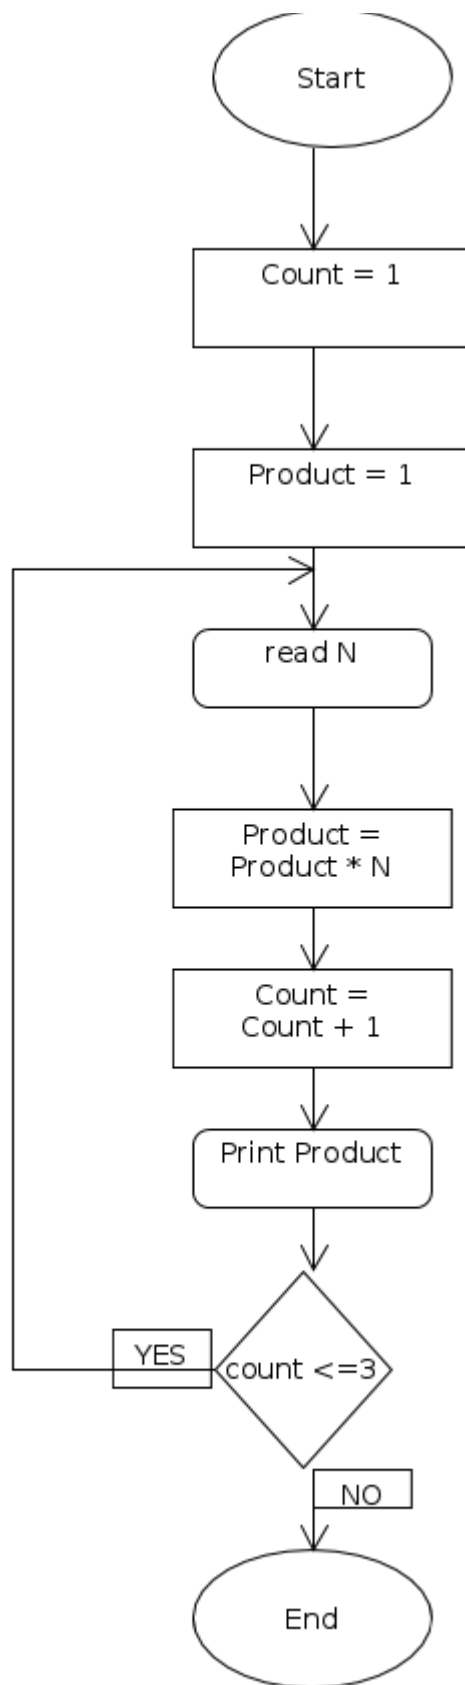 Start
Count = 1
Product = 1
read N
Product =
Product * N
Count =
Count + 1
Print Product
YES
count <=3
NO
End